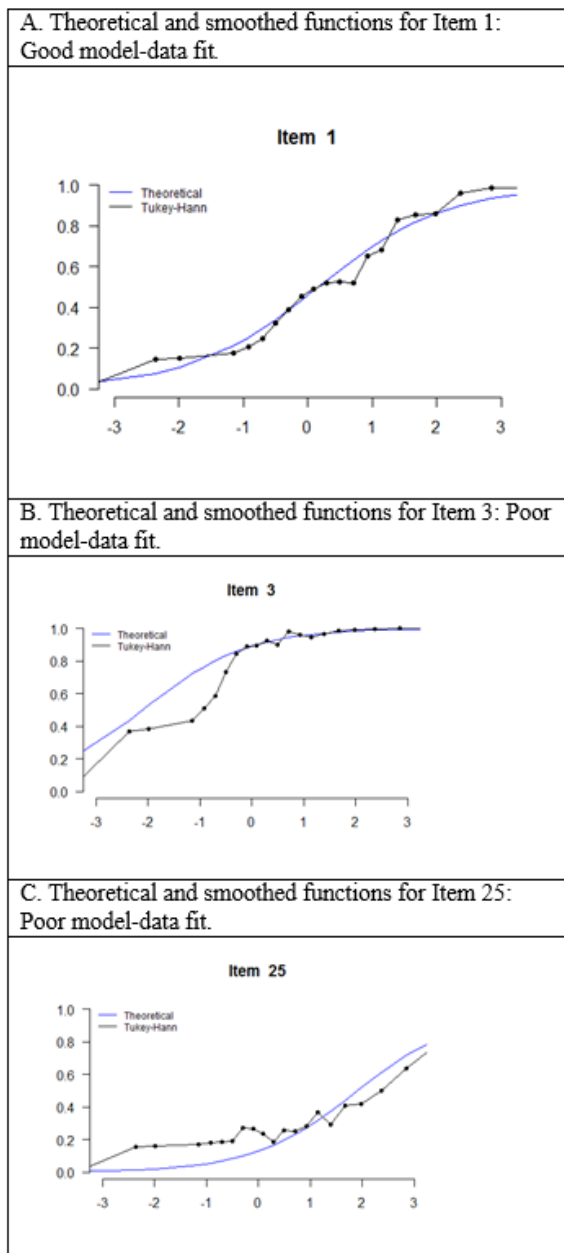 A. Theoretical and smoothed functions for Item 1:
Good model-data fit.
Item 1
1.0
Theoretical
Tukey-Hann
0.8
0.6
0.4
0.2
0.0
-3 -2 -1 0 1 2 3
B. Theoretical and smoothed functions for Item 3: Poor
model-data fit.
Item 3
1.0
Theoretical
Tukey-Hann
0.8
0.6
0.4
0.2
0.0
-3 -2 -1 0 1 2 3
C. Theoretical and smoothed functions for Item 25:
Poor model-data fit.
Item 25
1.0
Theoretical
Tukey-Hann
0.8
0.6
0.4
0.2
0.0
-3 -2 -1 0 1 2 3